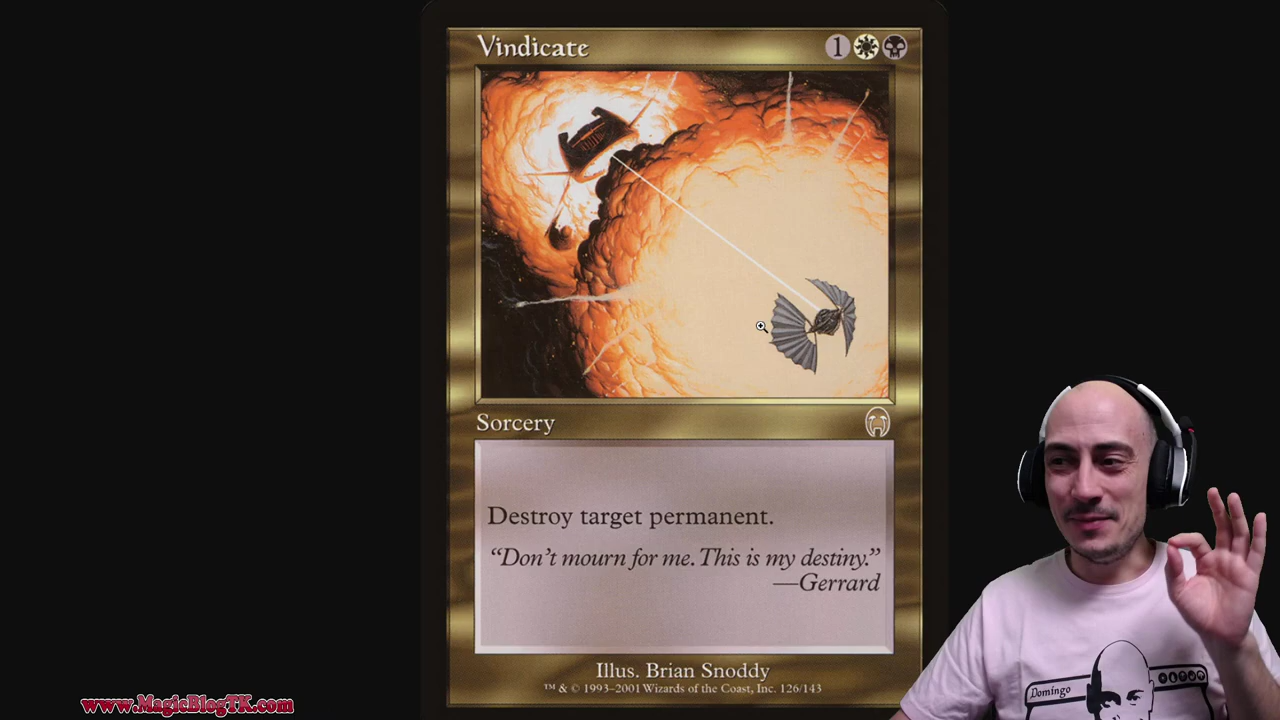 Vindicate 1
Sorcery
Destroy target permanent.
“Don’t mourn for me. This is my destiny.”
—Gerrard
Illus. Brian Snoddy
™ & © 1993–2001 Wizards of the Coast, Inc. 126/143
Domingo
www.MagicBlogTK.com